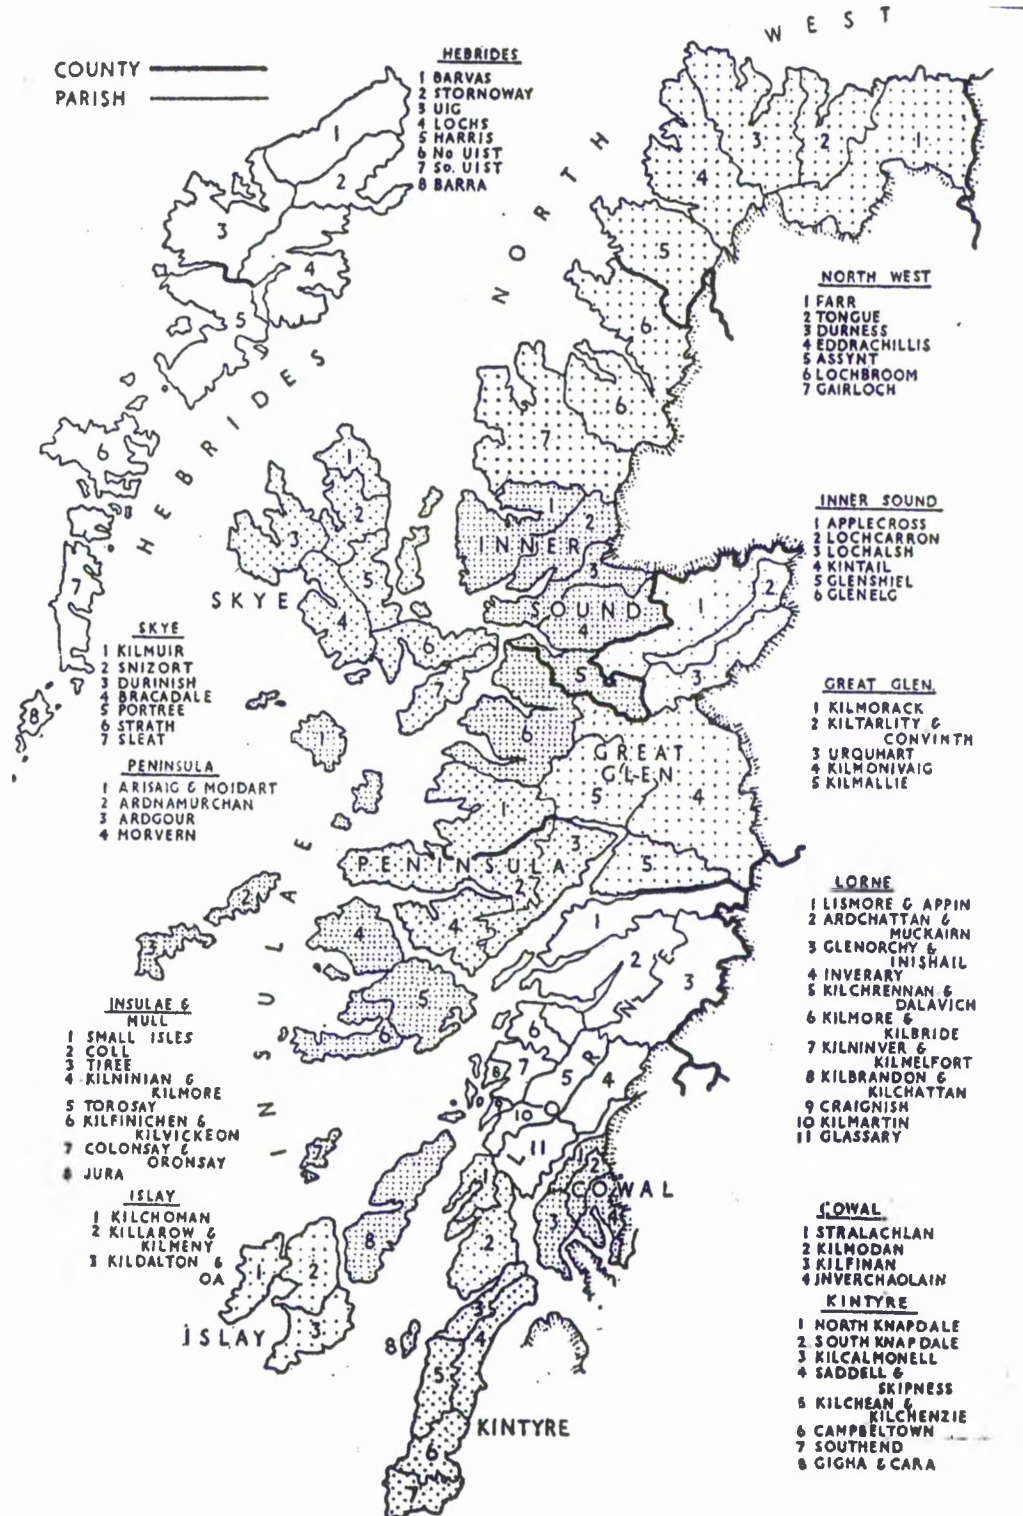 COUNTY
PARISH
HEBRIDES
1 BARVAS
2 STORNOWAY
3 UIG
4 LOCHS
5 HARRIS
6 No UIST
7 So. UIST
8 BARRA
NORTH WEST
HEBRIDES
NORTH WEST
1 FARR
2 TONGUE
3 DURNESS
4 EDDRACHILLIS
5 ASSYNT
6 LOCHBROOM
7 GAIRLOCH
INNER SOUND
1 APPLECROSS
2 LOCHCARRON
3 LOCHALSH
4 KINTAIL
5 GLENSHIEL
6 GLENELG
INNER
SOUND
SKYE
SKYE
1 KILMUIR
2 SNIZORT
3 DURINISH
4 BRACADALE
5 PORTREE
6 STRATH
7 SLEAT
GREAT GLEN.
1 KILMORACK
2 KILTARLITY &
CONVINTH
3 URQUHART
4 KILMONIVAIG
5 KILMALLIE
GREAT
GLEN
PENINSULA
1 ARISAIG & MOIDART
2 ARDNAMURCHAN
3 ARDGOUR
4 MORVERN
PENINSULA
INSULAE
LORNE
LORNE
1 LISMORE & APPIN
2 ARDCHATTAN &
MUCKAIRN
3 GLENORCHY &
INISHAIL
4 INVERARY
5 KILCHRENNAN &
DALAVICH
6 KILMORE &
KILBRIDE
7 KILNINVER &
KILMELFORT
8 KILBRANDON &
KILCHATTAN
9 CRAIGNISH
10 KILMARTIN
11 GLASSARY
INSULAE &
MULL
1 SMALL ISLES
2 COLL
3 TIREE
4 KILNINIAN &
KILMORE
5 TOROSAY
6 KILFINICHEN &
KILVICKEON
7 COLONSAY &
ORONSAY
8 JURA
ISLAY
1 KILCHOMAN
2 KILLAROW &
KILMENY
3 KILDALTON &
OA
ISLAY
COWAL
COWAL
1 STRALACHLAN
2 KILMODAN
3 KILFINAN
4 INVERCHAOLAIN
KINTYRE
1 NORTH KNAPDALE
2 SOUTH KNAPDALE
3 KILCALMONELL
4 SADDELL &
SKIPNESS
5 KILCHEAN &
KILCHENZIE
6 CAMPBELTOWN
7 SOUTHEND
8 GIGHA & CARA
KINTYRE